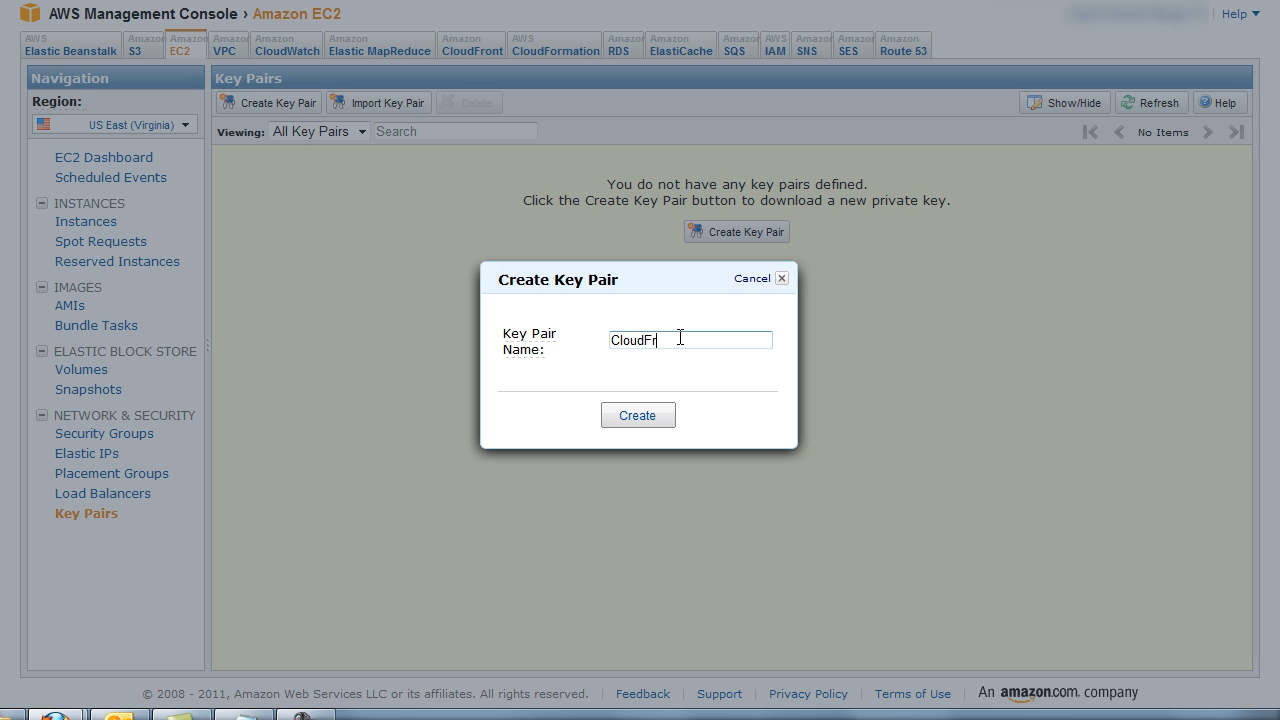 AWS Management Console › Amazon EC2
Help
AWS
Elastic Beanstalk
Amazon
S3
Amazon
EC2
Amazon
VPC
Amazon
CloudWatch
Amazon
Elastic MapReduce
Amazon
CloudFront
AWS
CloudFormation
Amazon
RDS
Amazon
ElastiCache
Amazon
SQS
AWS
IAM
Amazon
SNS
Amazon
SES
Amazon
Route 53
Navigation
Region:
US East (Virginia)
EC2 Dashboard
Scheduled Events
INSTANCES
Instances
Spot Requests
Reserved Instances
IMAGES
AMIs
Bundle Tasks
ELASTIC BLOCK STORE
Volumes
Snapshots
NETWORK & SECURITY
Security Groups
Elastic IPs
Placement Groups
Load Balancers
Key Pairs
Key Pairs
Create Key Pair
Import Key Pair
Delete
Show/Hide
Refresh
Help
Viewing: All Key Pairs
Search
No Items
You do not have any key pairs defined.
Click the Create Key Pair button to download a new private key.
Create Key Pair
Create Key Pair
Cancel
Key Pair
Name:
CloudFr
Create
© 2008 - 2011, Amazon Web Services LLC or its affiliates. All rights reserved. | Feedback | Support | Privacy Policy | Terms of Use | An amazon.com. company